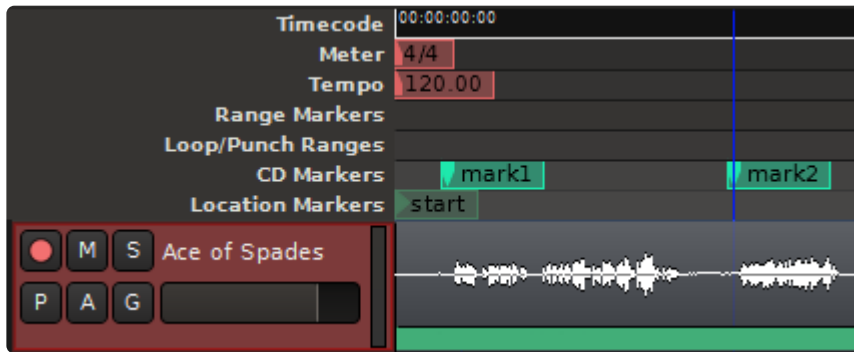 Timecode 00:00:00:00
Meter 4/4
Tempo 120.00
Range Markers
Loop/Punch Ranges
CD Markers mark1 mark2
Location Markers start
M S Ace of Spades
P A G